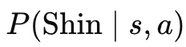 P(Shin | s, a)